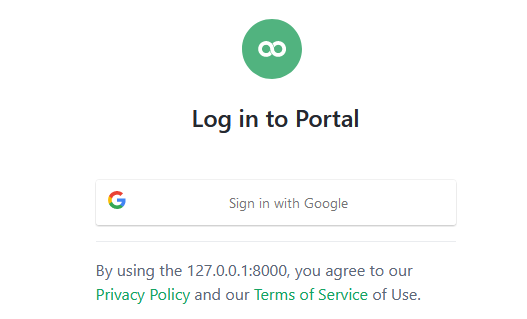 Log in to Portal
Sign in with Google
By using the 127.0.0.1:8000, you agree to our
Privacy Policy and our Terms of Service of Use.